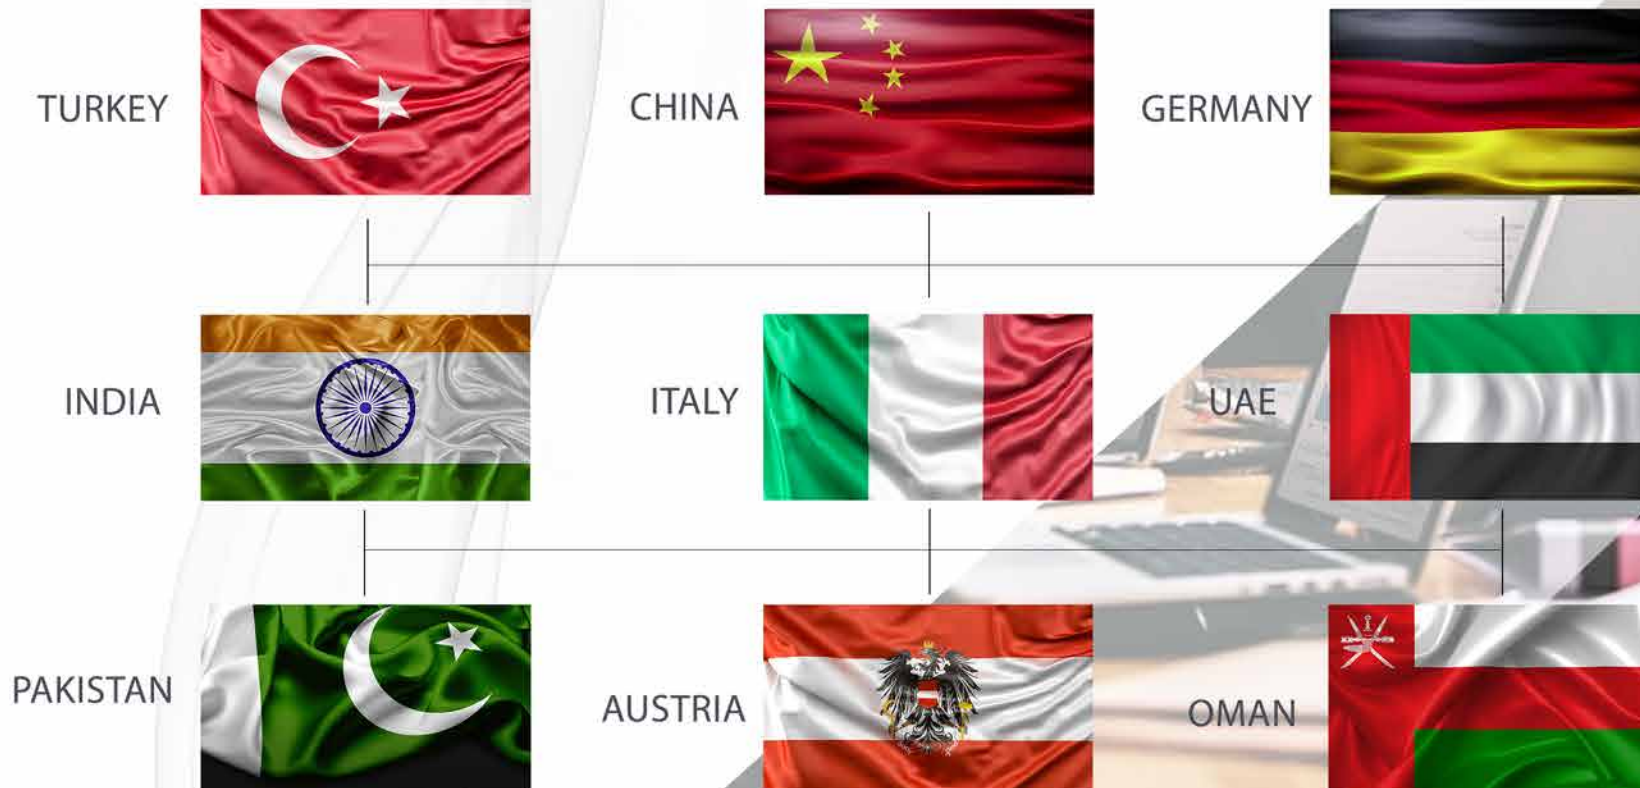 TURKEY
CHINA
GERMANY
INDIA
ITALY
UAE
PAKISTAN
AUSTRIA
OMAN